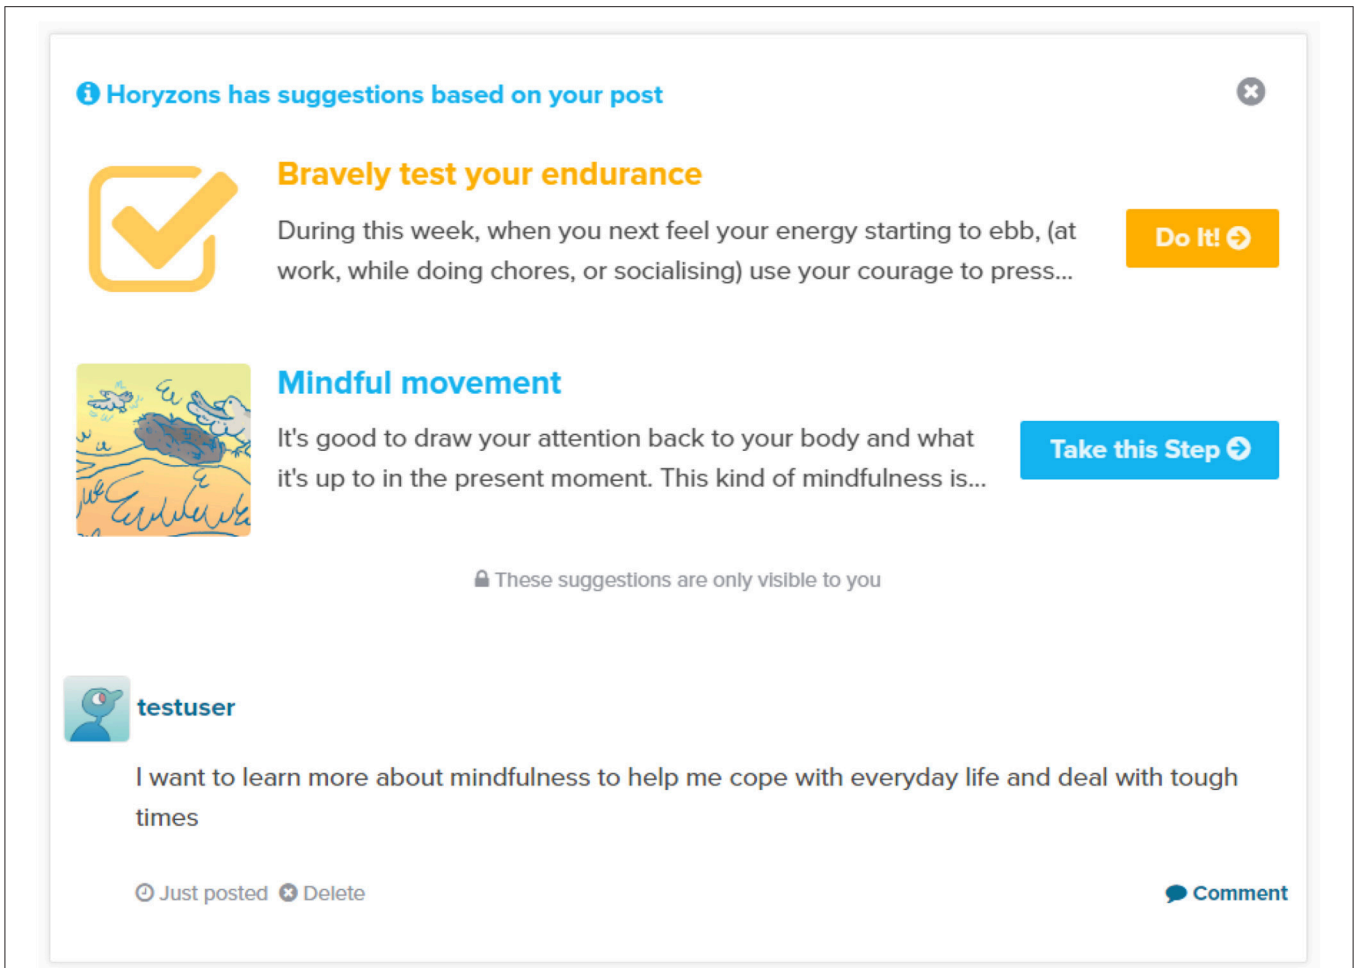 Horyzons has suggestions based on your post
Bravely test your endurance
During this week, when you next feel your energy starting to ebb, (at
work, while doing chores, or socialising) use your courage to press...
Do It!
Mindful movement
It's good to draw your attention back to your body and what
it's up to in the present moment. This kind of mindfulness is...
Take this Step
These suggestions are only visible to you
testuser
I want to learn more about mindfulness to help me cope with everyday life and deal with tough
times
Just posted Delete
Comment